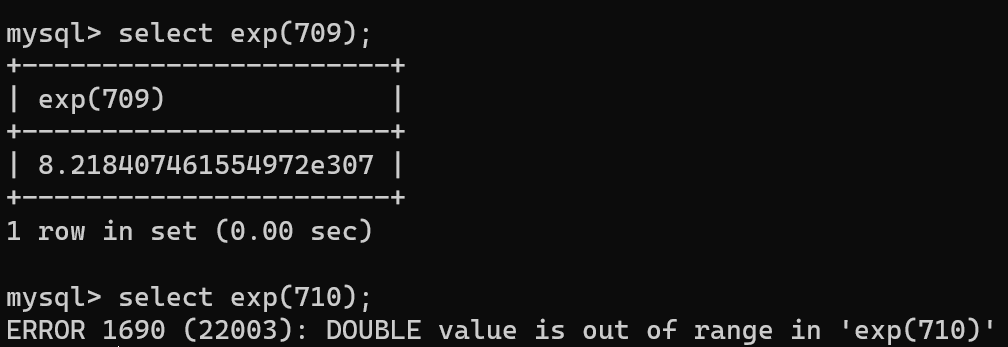 mysql> select exp(709);
+----------------------+
| exp(709)             |
+----------------------+
| 8.218407461554972e307 |
+----------------------+
1 row in set (0.00 sec)
mysql> select exp(710);
ERROR 1690 (22003): DOUBLE value is out of range in 'exp(710)'